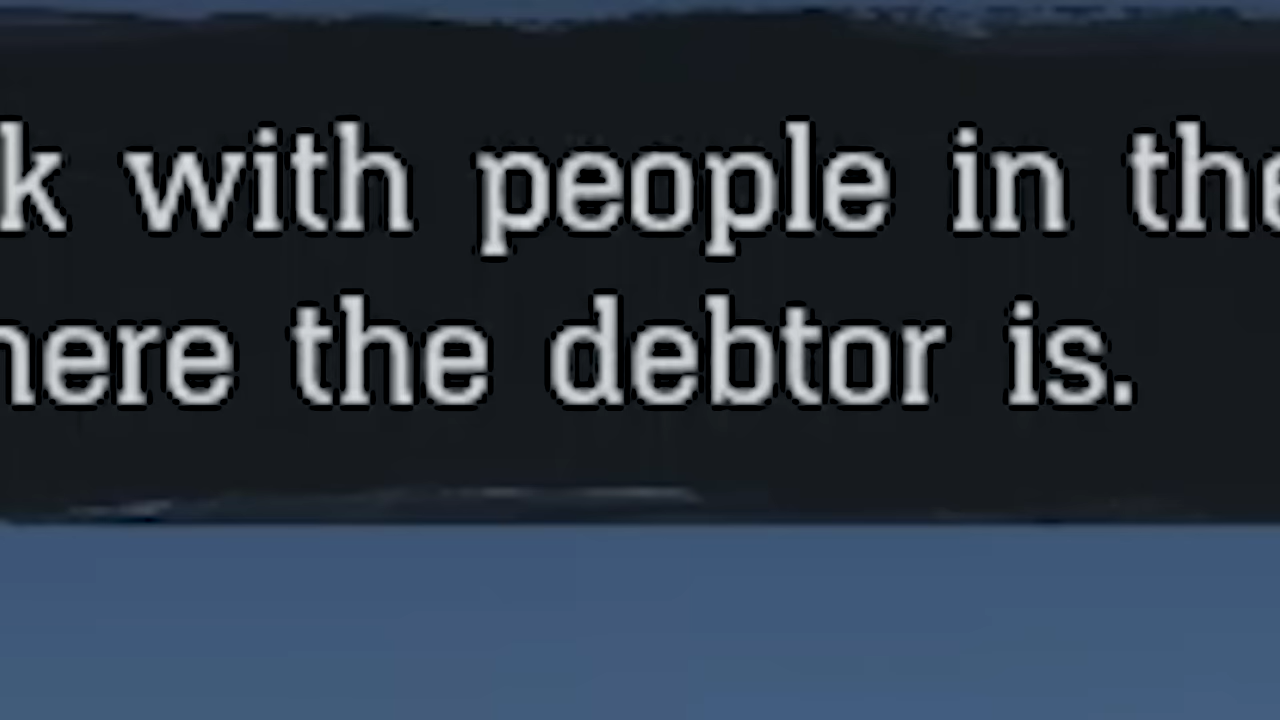 k with people in the
here the debtor is.